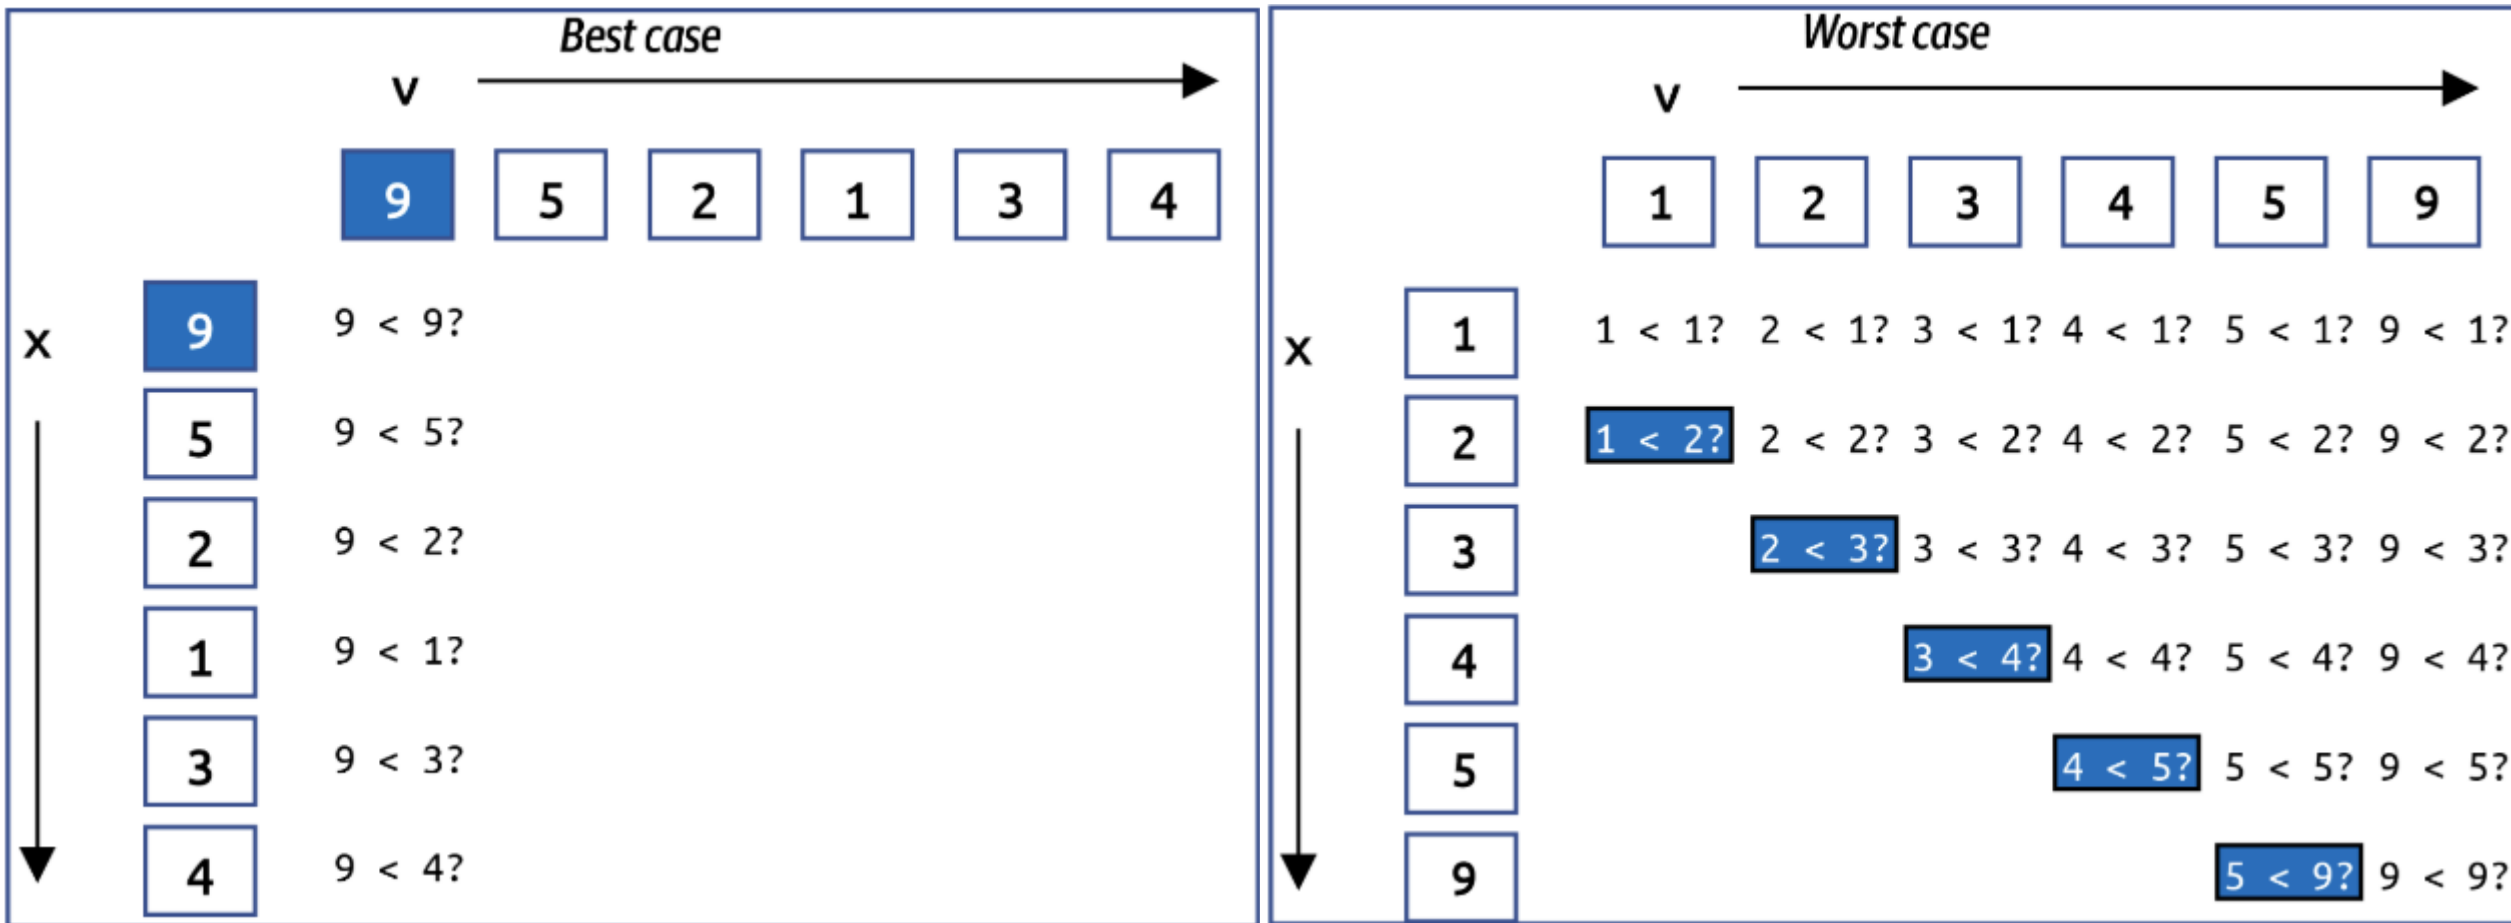 Best case
v
9 5 2 1 3 4
x
9 9 < 9?
5 9 < 5?
2 9 < 2?
1 9 < 1?
3 9 < 3?
4 9 < 4?
Worst case
v
1 2 3 4 5 9
x
1 1 < 1? 2 < 1? 3 < 1? 4 < 1? 5 < 1? 9 < 1?
2 1 < 2? 2 < 2? 3 < 2? 4 < 2? 5 < 2? 9 < 2?
3 2 < 3? 3 < 3? 4 < 3? 5 < 3? 9 < 3?
4 3 < 4? 4 < 4? 5 < 4? 9 < 4?
5 4 < 5? 5 < 5? 9 < 5?
9 5 < 9? 9 < 9?